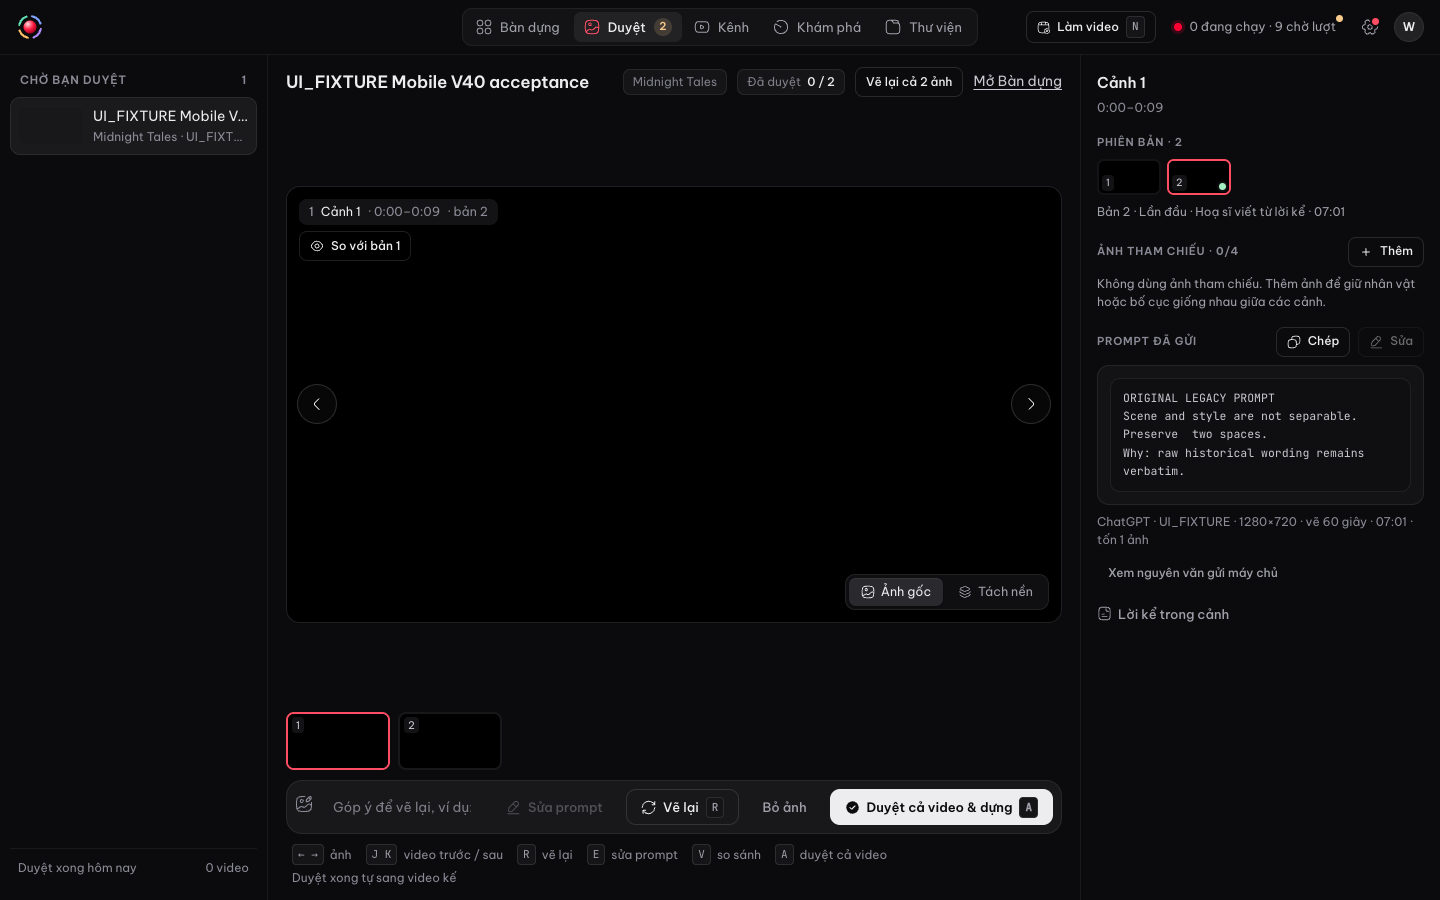 Bàn dựng
Duyệt 2
Kênh
Khám phá
Thư viện
Làm video N
0 đang chạy · 9 chờ lượt
W
CHỜ BẠN DUYỆT 1
UI_FIXTURE Mobile V...
Midnight Tales · UI_FIXT...
Duyệt xong hôm nay 0 video
UI_FIXTURE Mobile V40 acceptance
Midnight Tales
Đã duyệt 0 / 2
Vẽ lại cả 2 ảnh
Mở Bàn dựng
1 Cảnh 1 · 0:00–0:09 · bản 2
So với bản 1
Ảnh gốc
Tách nền
1
2
Góp ý để vẽ lại, ví dụ:
Sửa prompt
Vẽ lại R
Bỏ ảnh
Duyệt cả video & dựng A
← → ảnh J K video trước / sau R vẽ lại E sửa prompt V so sánh A duyệt cả video
Duyệt xong tự sang video kế
Cảnh 1
0:00–0:09
PHIÊN BẢN · 2
1
2
Bản 2 · Lần đầu · Hoạ sĩ viết từ lời kể · 07:01
ẢNH THAM CHIẾU · 0/4
+ Thêm
Không dùng ảnh tham chiếu. Thêm ảnh để giữ nhân vật
hoặc bố cục giống nhau giữa các cảnh.
PROMPT ĐÃ GỬI
Chép
Sửa
ORIGINAL LEGACY PROMPT
Scene and style are not separable.
Preserve  two spaces.
Why: raw historical wording remains
verbatim.
ChatGPT · UI_FIXTURE · 1280×720 · vẽ 60 giây · 07:01 ·
tốn 1 ảnh
Xem nguyên văn gửi máy chủ
Lời kể trong cảnh